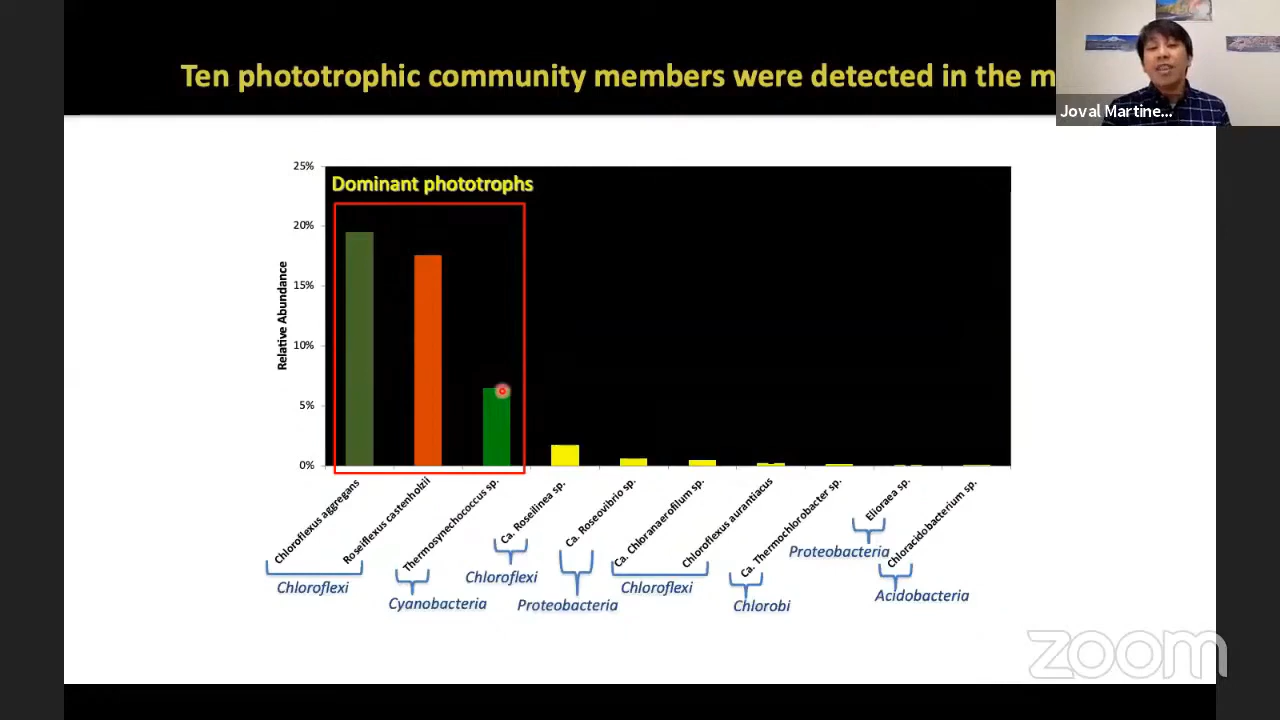 Ten phototrophic community members were detected in the m
Joval Martine...
25%
20%
15%
10%
5%
0%
Relative Abundance
Dominant phototrophs
Chloroflexus aggregans
Roseiflexus castenholzii
Thermosynechococcus sp.
Ca. Roseilinea sp.
Ca. Roseovibrio sp.
Ca. Chloranaerofilum sp.
Chloroflexus aurantiacus
Ca. Thermochlorobacter sp.
Elioraea sp.
Chloracidobacterium sp.
Chloroflexi
Cyanobacteria
Chloroflexi
Proteobacteria
Chloroflexi
Chlorobi
Proteobacteria
Acidobacteria
zoom